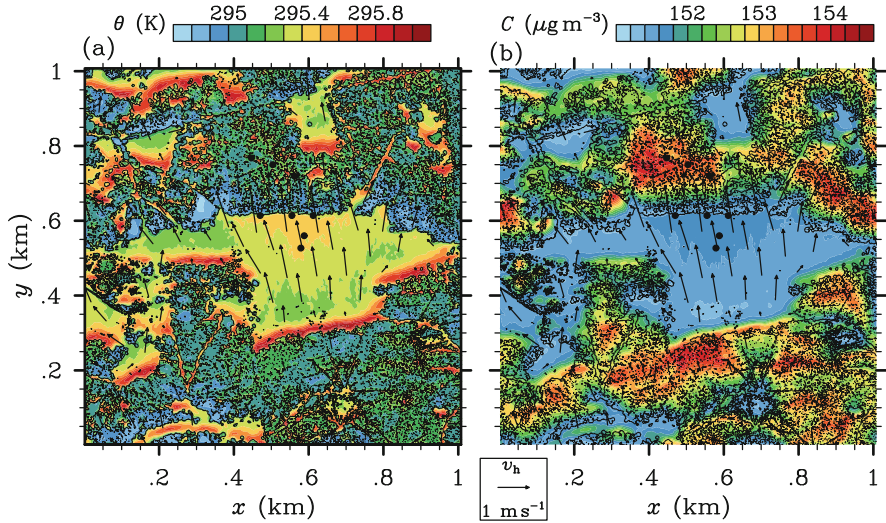 θ (K) 295 295.4 295.8
C (μg m⁻³) 152 153 154
(a) (b)
1
.8
.6
.4
.2
y (km)
.2 .4 .6 .8 1 .2 .4 .6 .8 1
x (km) x (km)
υh
1 m s⁻¹